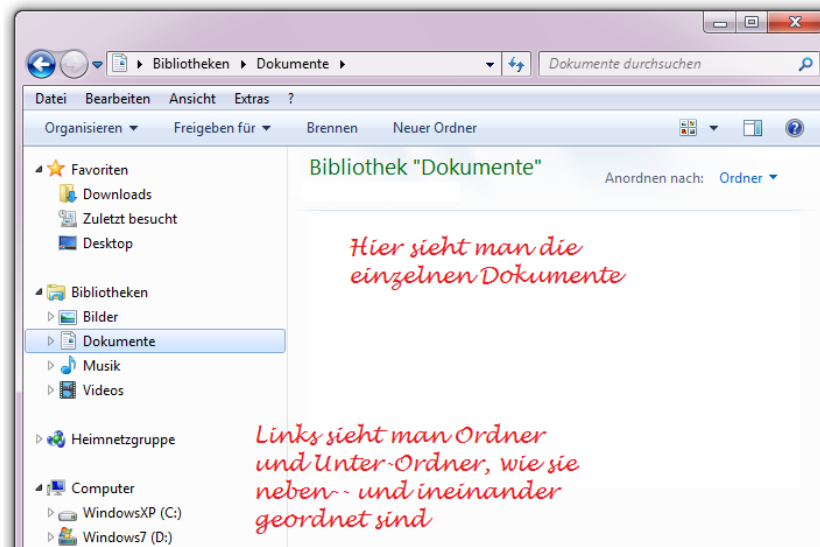 Bibliotheken Dokumente
Dokumente durchsuchen
Datei Bearbeiten Ansicht Extras ?
Organisieren Freigeben für Brennen Neuer Ordner
Favoriten
Downloads
Zuletzt besucht
Desktop
Bibliotheken
Bilder
Dokumente
Musik
Videos
Heimnetzgruppe
Computer
WindowsXP (C:)
Windows7 (D:)
Bibliothek "Dokumente"
Anordnen nach: Ordner
Hier sieht man die
einzelnen Dokumente
Links sieht man Ordner
und Unter-Ordner, wie sie
neben-- und ineinander
geordnet sind